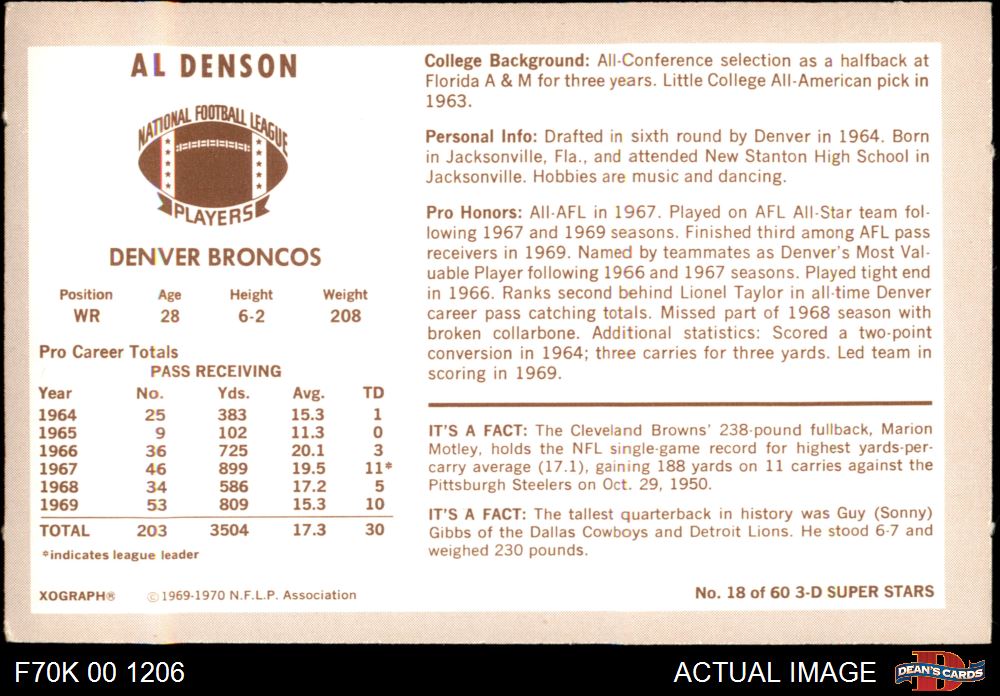 AL DENSON
NATIONAL FOOTBALL LEAGUE
PLAYERS
DENVER BRONCOS
Position Age Height Weight
WR 28 6-2 208
Pro Career Totals
PASS RECEIVING
Year No. Yds. Avg. TD
1964 25 383 15.3 1
1965 9 102 11.3 0
1966 36 725 20.1 3
1967 46 899 19.5 11*
1968 34 586 17.2 5
1969 53 809 15.3 10
TOTAL 203 3504 17.3 30
*indicates league leader
XOGRAPH® © 1969-1970 N.F.L.P. Association
College Background: All-Conference selection as a halfback at
Florida A & M for three years. Little College All-American pick in
1963.
Personal Info: Drafted in sixth round by Denver in 1964. Born
in Jacksonville, Fla., and attended New Stanton High School in
Jacksonville. Hobbies are music and dancing.
Pro Honors: All-AFL in 1967. Played on AFL All-Star team fol-
lowing 1967 and 1969 seasons. Finished third among AFL pass
receivers in 1969. Named by teammates as Denver's Most Val-
uable Player following 1966 and 1967 seasons. Played tight end
in 1966. Ranks second behind Lionel Taylor in all-time Denver
career pass catching totals. Missed part of 1968 season with
broken collarbone. Additional statistics: Scored a two-point
conversion in 1964; three carries for three yards. Led team in
scoring in 1969.
IT'S A FACT: The Cleveland Browns' 238-pound fullback, Marion
Motley, holds the NFL single-game record for highest yards-per-
carry average (17.1), gaining 188 yards on 11 carries against the
Pittsburgh Steelers on Oct. 29, 1950.
IT'S A FACT: The tallest quarterback in history was Guy (Sonny)
Gibbs of the Dallas Cowboys and Detroit Lions. He stood 6-7 and
weighed 230 pounds.
No. 18 of 60 3-D SUPER STARS
F70K 00 1206
ACTUAL IMAGE
D
DEAN'S CARDS